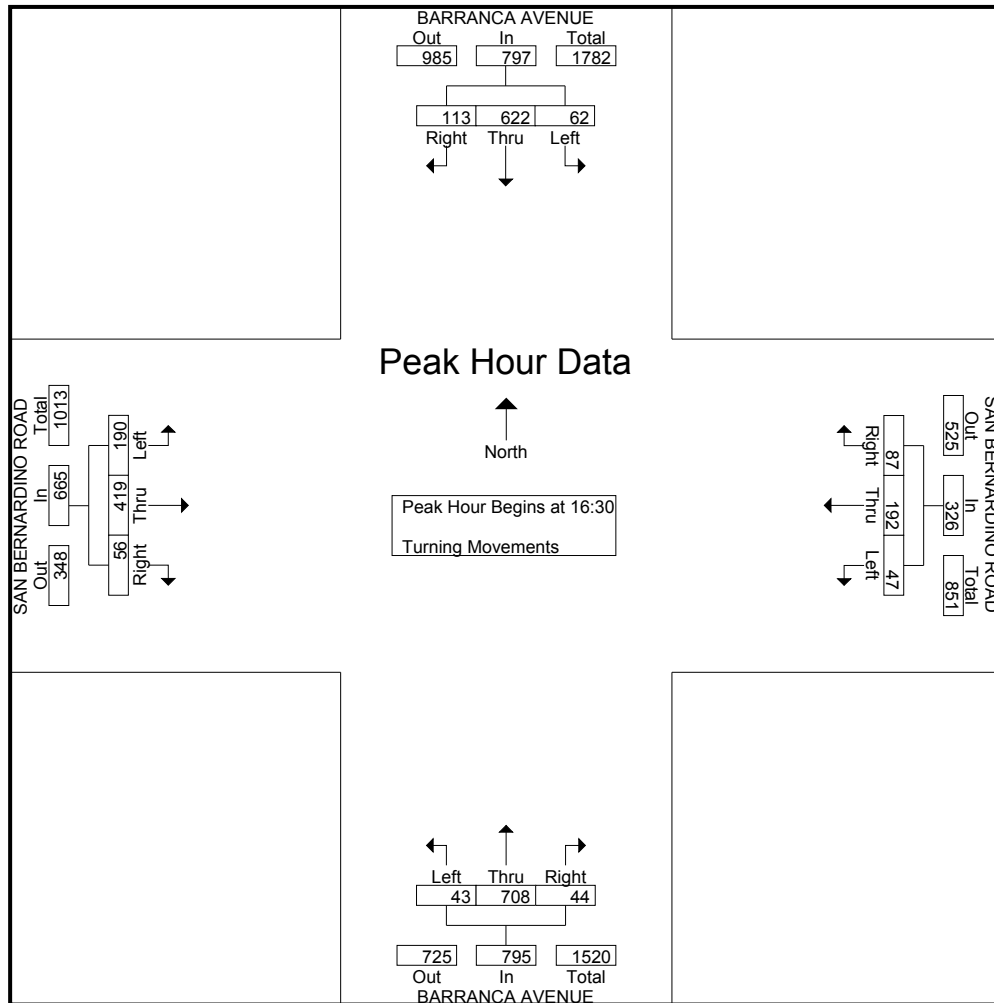 BARRANCA AVENUE
Out In Total
985 797 1782
113 622 62
Right Thru Left
Peak Hour Data
North
Peak Hour Begins at 16:30
Turning Movements
SAN BERNARDINO ROAD
Total In Out
1013 665 348
190 419 56
Left Thru Right
SAN BERNARDINO ROAD
Out In Total
525 326 851
87 192 47
Right Thru Left
Left Thru Right
43 708 44
725 795 1520
Out In Total
BARRANCA AVENUE